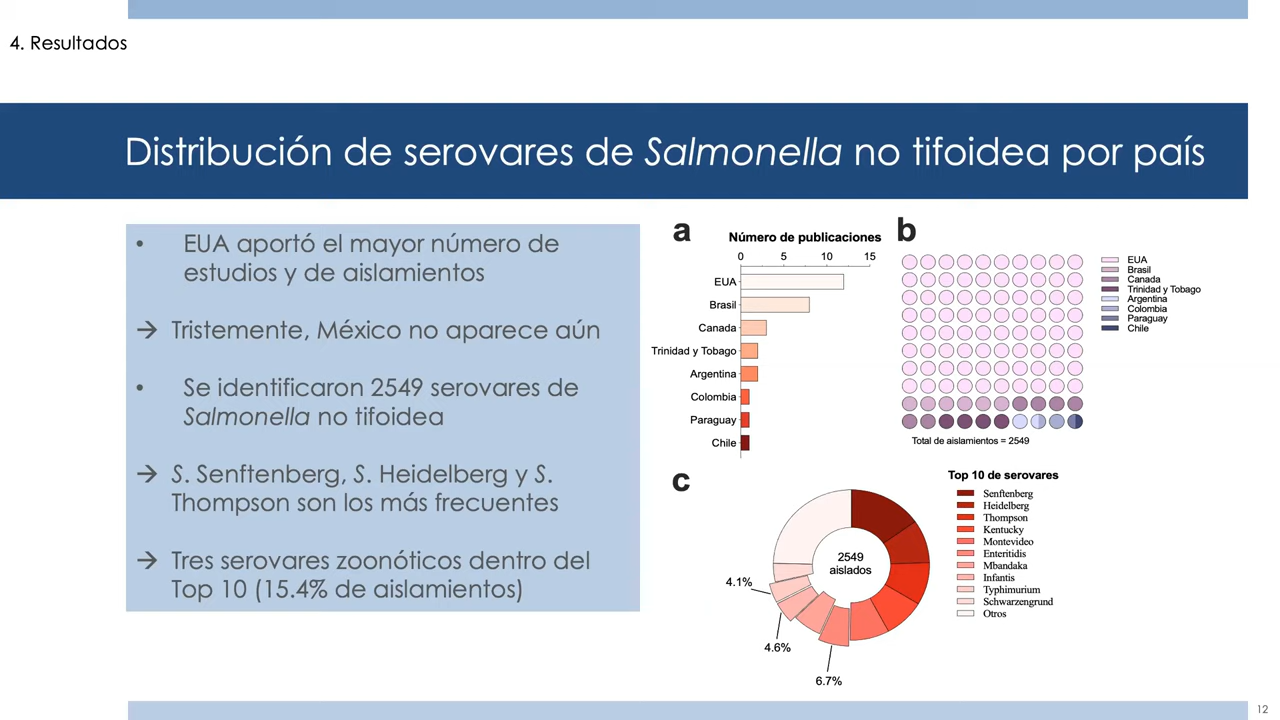 4. Resultados
Distribución de serovares de Salmonella no tifoidea por país
• EUA aportó el mayor número de
estudios y de aislamientos
→ Tristemente, México no aparece aún
• Se identificaron 2549 serovares de
Salmonella no tifoidea
→ S. Senftenberg, S. Heidelberg y S.
Thompson son los más frecuentes
→ Tres serovares zoonóticos dentro del
Top 10 (15.4% de aislamientos)
a
Número de publicaciones
0 5 10 15
EUA
Brasil
Canada
Trinidad y Tobago
Argentina
Colombia
Paraguay
Chile
b
EUA
Brasil
Canada
Trinidad y Tobago
Argentina
Colombia
Paraguay
Chile
Total de aislamientos = 2549
c
2549
aislados
4.1%
4.6%
6.7%
Top 10 de serovares
Senftenberg
Heidelberg
Thompson
Kentucky
Montevideo
Enteritidis
Mbandaka
Infantis
Typhimurium
Schwarzengrund
Otros
12